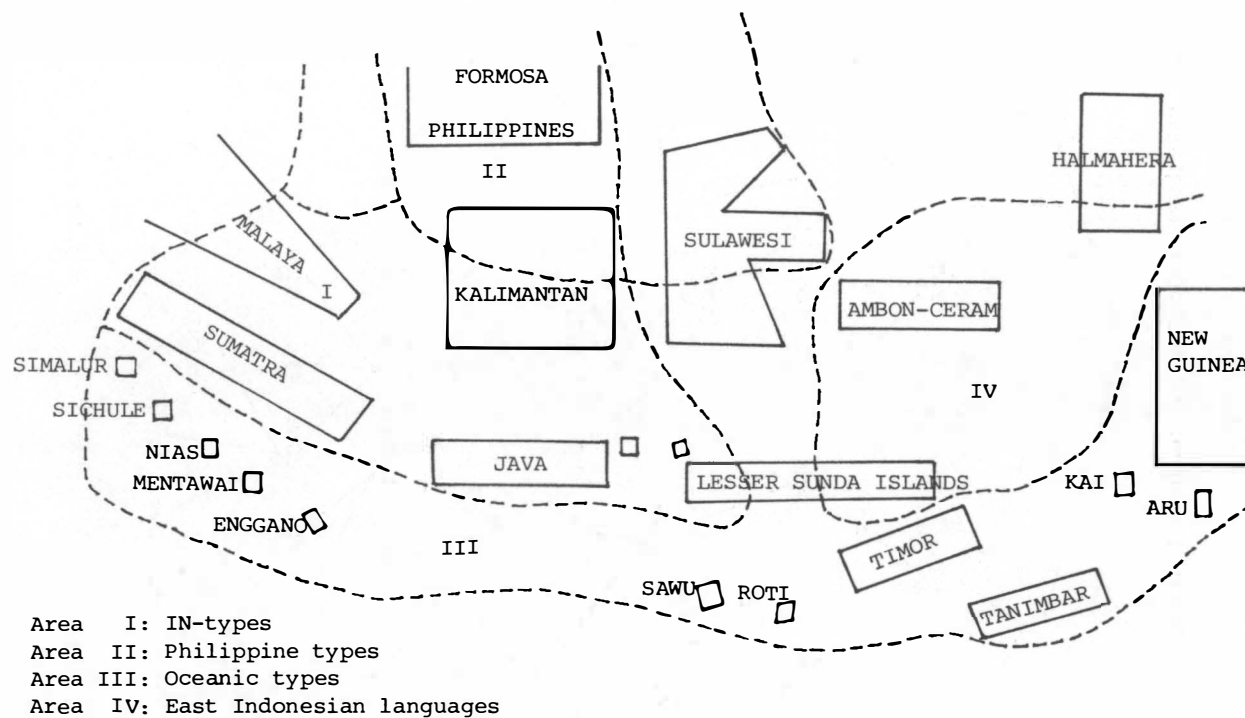 FORMOSA
PHILIPPINES
II
HALMAHERA
MALAYA
I
SULAWESI
KALIMANTAN
AMBON-CERAM
SUMATRA
NEW
GUINEA
SIMALUR
IV
SICHULE
NIAS
JAVA
MENTAWAI
LESSER SUNDA ISLANDS
KAI
ARU
ENGGANO
III
TIMOR
SAWU
ROTI
TANIMBAR
Area I: IN-types
Area II: Philippine types
Area III: Oceanic types
Area IV: East Indonesian languages